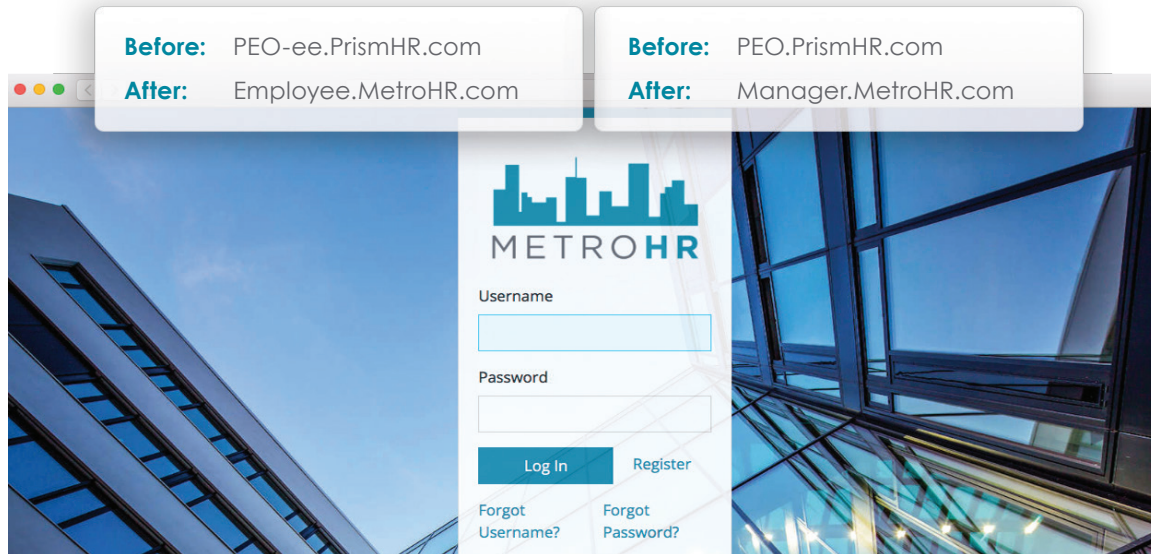 Before: PEO-ee.PrismHR.com
After: Employee.MetroHR.com
Before: PEO.PrismHR.com
After: Manager.MetroHR.com
METROHR
Username
Password
Log In
Register
Forgot
Username?
Forgot
Password?